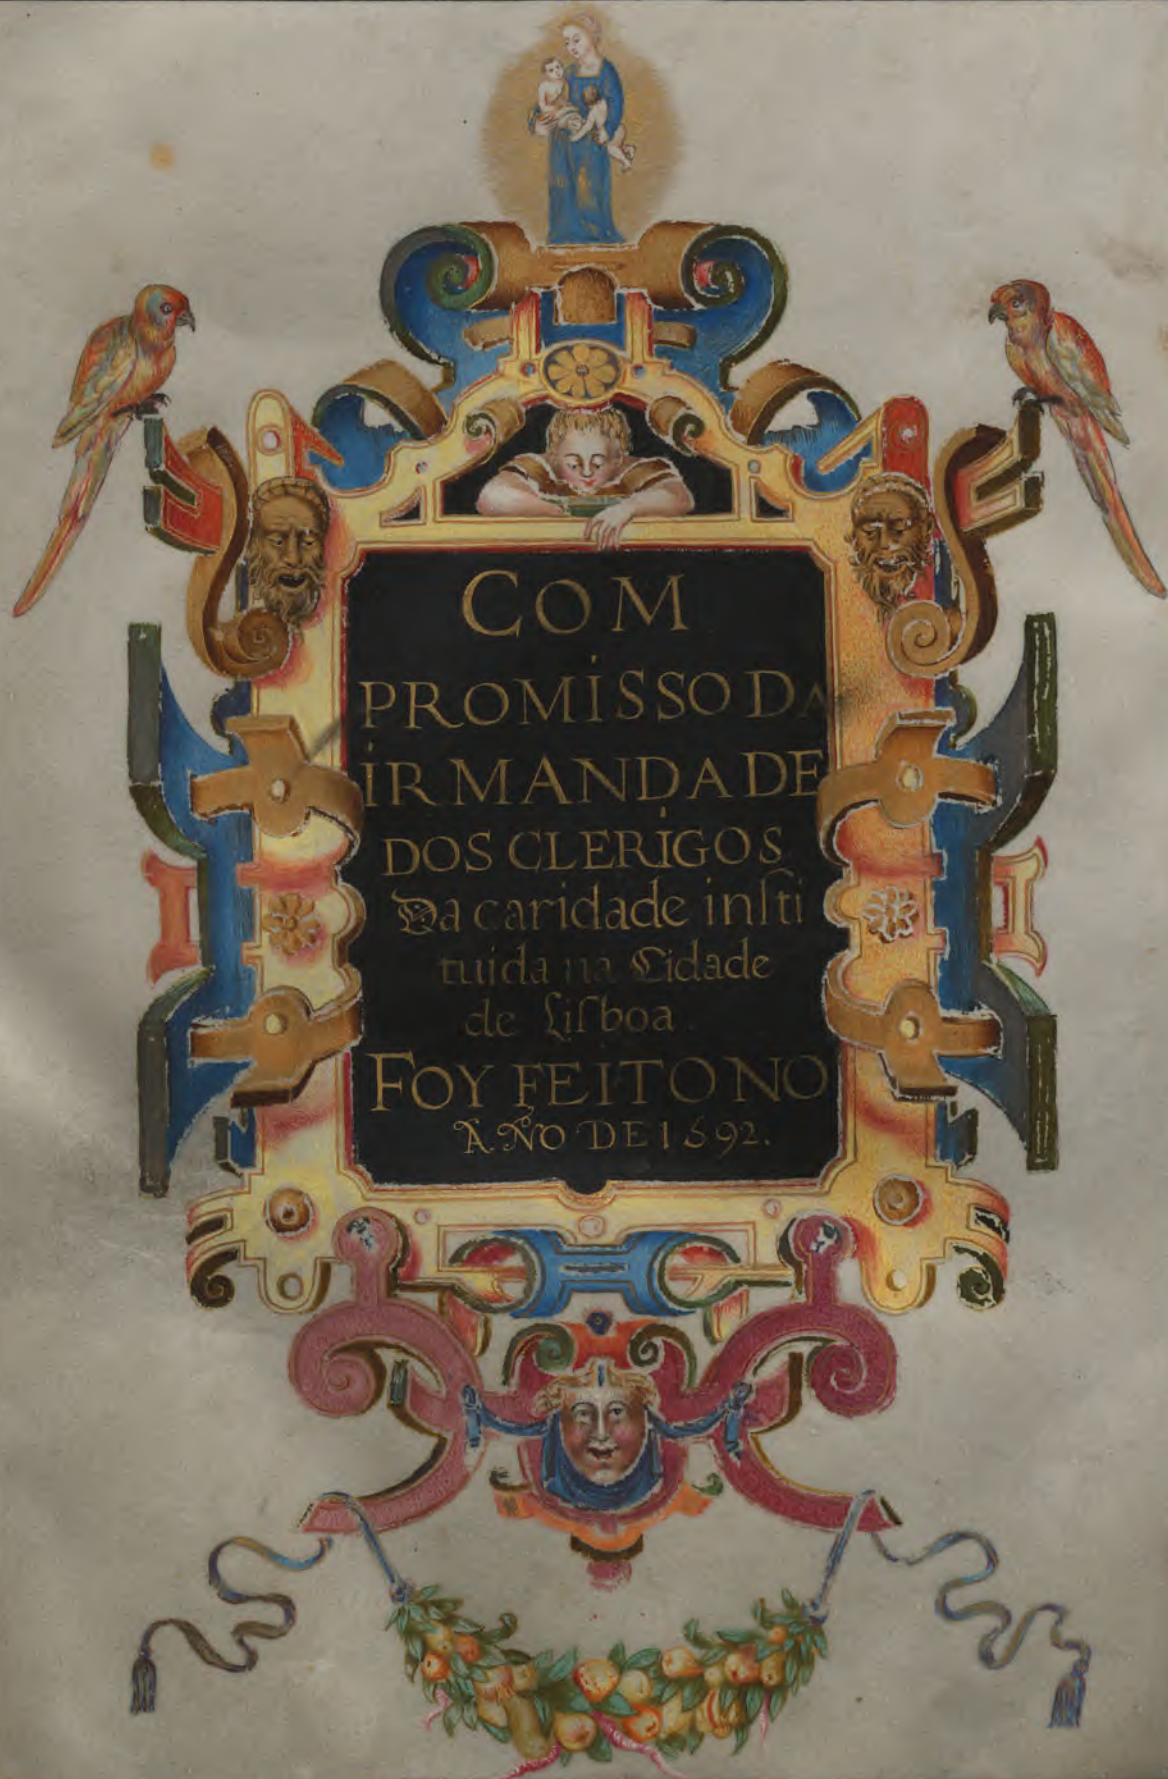 COM
PROMISSO DA
IRMANDADE
DOS CLERIGOS
Da caridade inſti
tuida na Cidade
de Liſboa.
FOY FEITO NO
AÑO DE 1592.